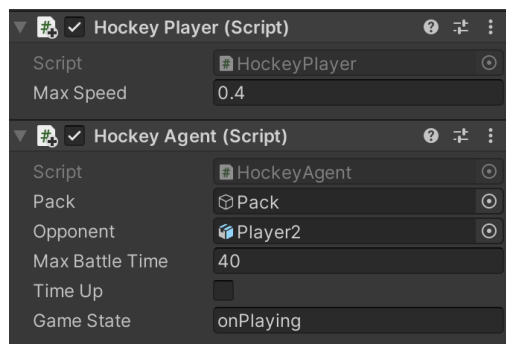 Hockey Player (Script)
Script HockeyPlayer
Max Speed 0.4
Hockey Agent (Script)
Script HockeyAgent
Pack Pack
Opponent Player2
Max Battle Time 40
Time Up
Game State onPlaying